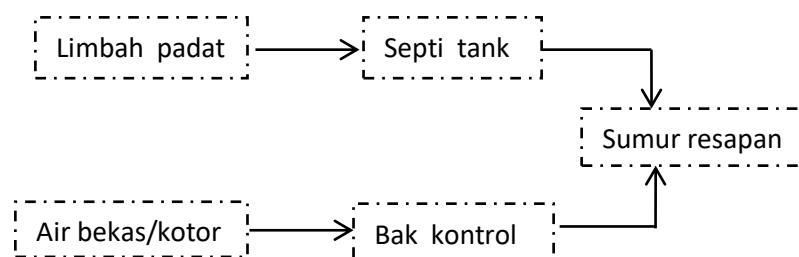 Limbah padat
Septi tank
Sumur resapan
Air bekas/kotor
Bak kontrol